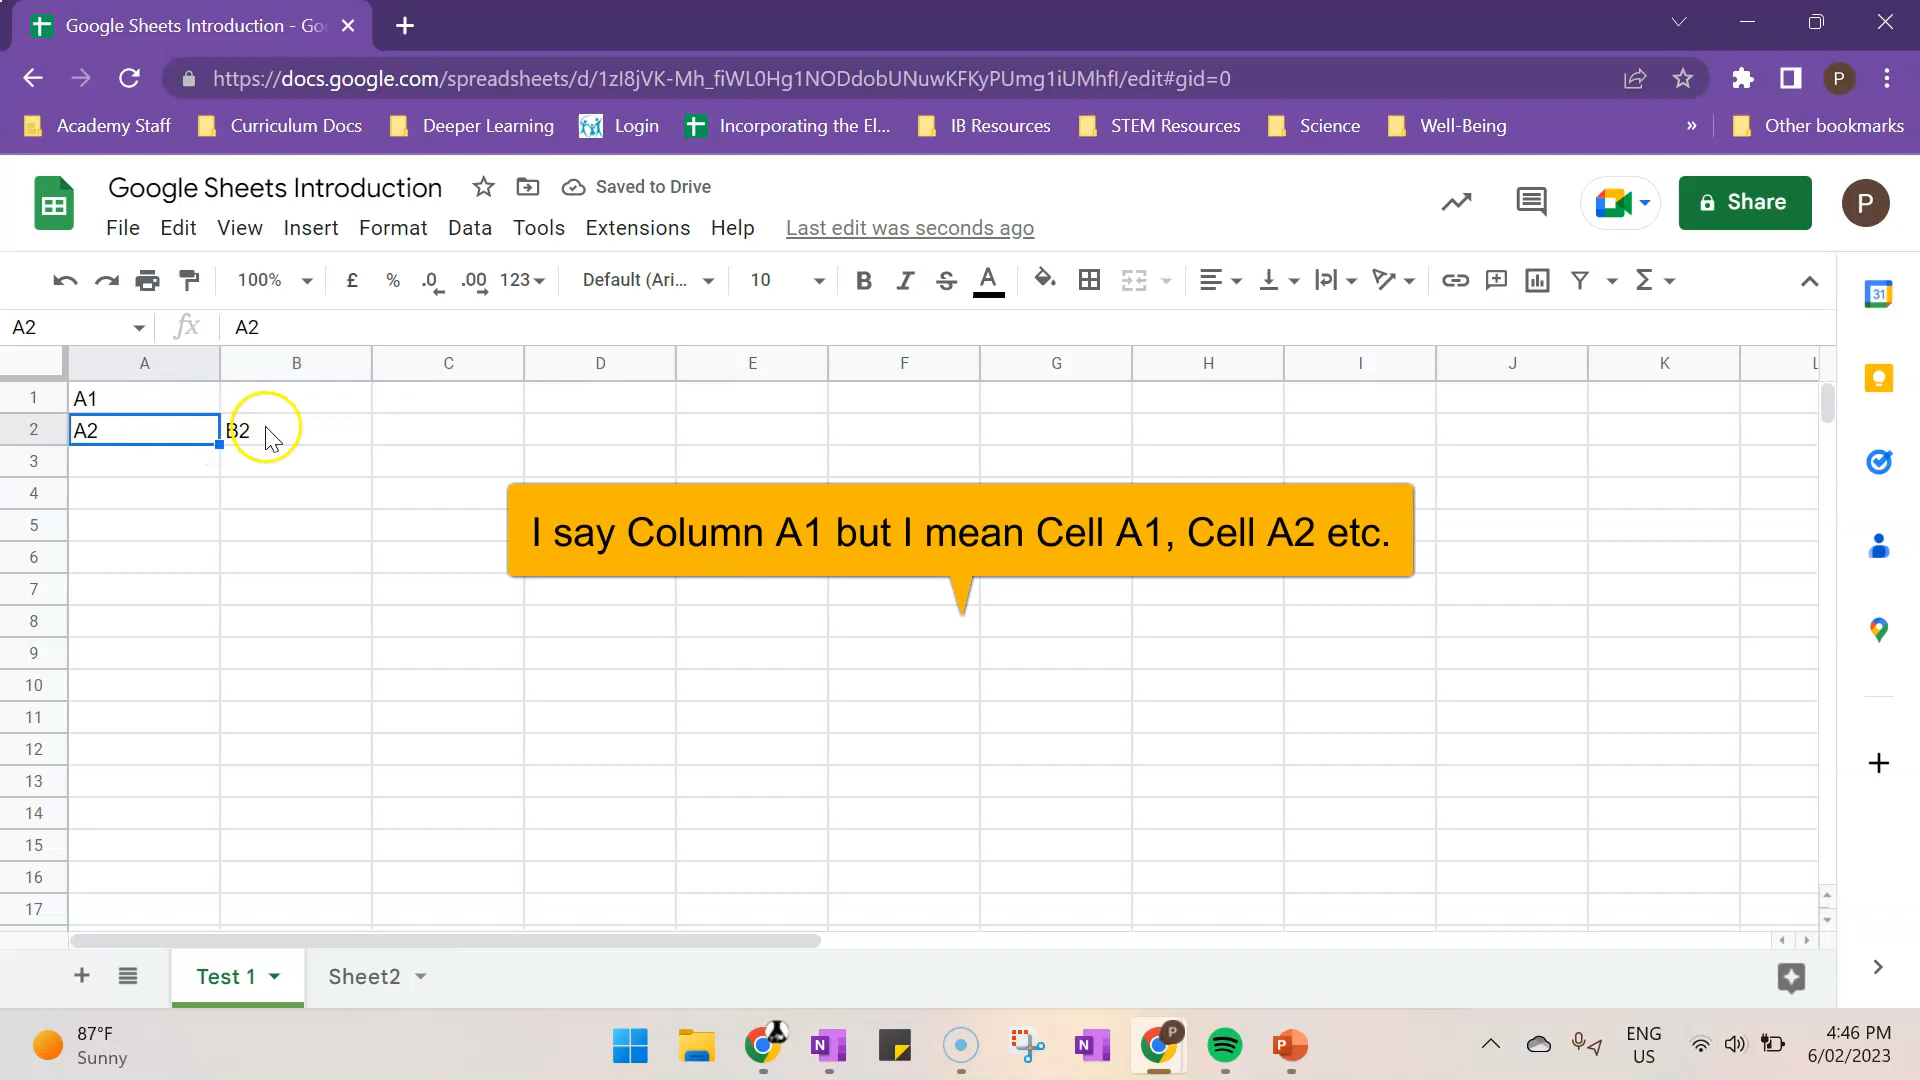 Google Sheets Introduction - Go
https://docs.google.com/spreadsheets/d/1zI8jVK-Mh_fiWL0Hg1NODdobUNuwKFKyPUmg1iUMhfI/edit#gid=0
P
Academy Staff Curriculum Docs Deeper Learning Login Incorporating the El... IB Resources STEM Resources Science Well-Being » Other bookmarks
Google Sheets Introduction Saved to Drive
Share
P
File Edit View Insert Format Data Tools Extensions Help Last edit was seconds ago
100% £ % .0 .00 123 Default (Ari... 10 B I S A Σ
31
A2 fx A2
A B C D E F G H I J K L
1 A1
2 A2 B2
3
4
5
I say Column A1 but I mean Cell A1, Cell A2 etc.
6
7
8
9
10
11
12
13
14
15
16
17
Test 1 Sheet2
87°F
Sunny
N
N
P
P
ENG
US
4:46 PM
6/02/2023